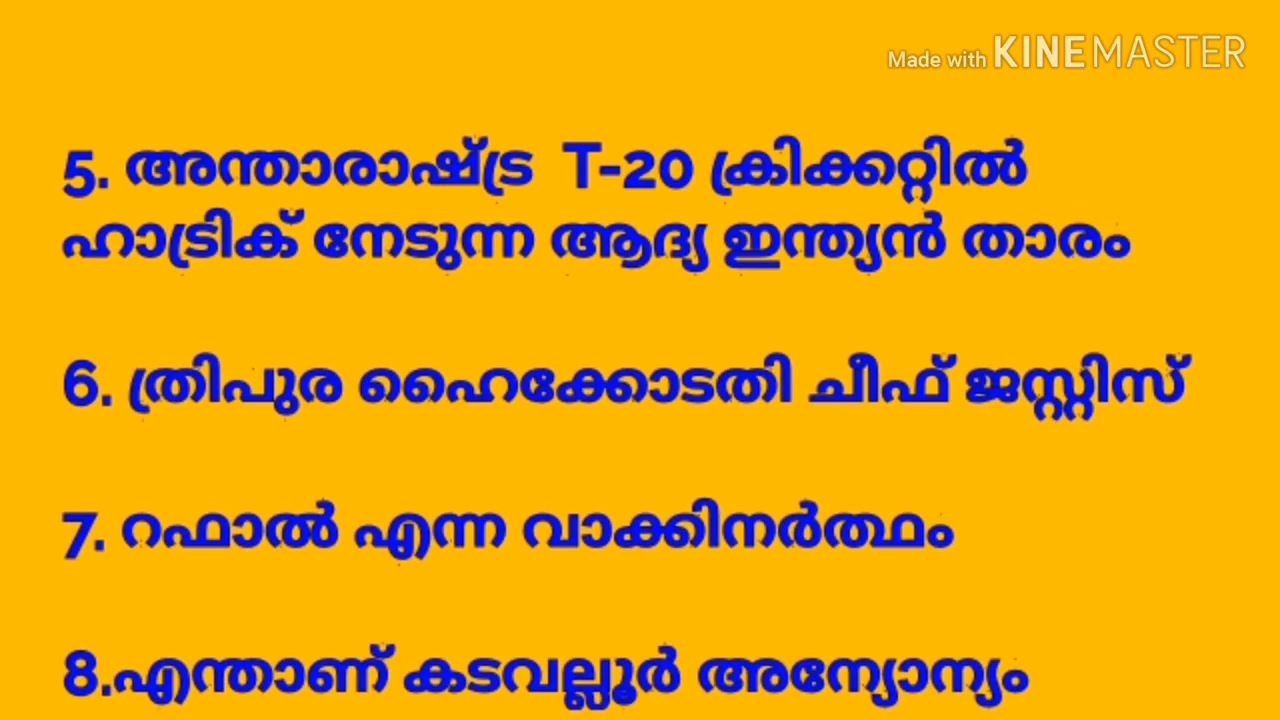 Made with KINEMASTER
5. അന്താരാഷ്ട്ര T-20 ക്രിക്കറ്റിൽ
ഹാട്രിക് നേടുന്ന ആദ്യ ഇന്ത്യൻ താരം
6. ത്രിപുര ഹൈക്കോടതി ചീഫ് ജസ്റ്റിസ്
7. റഫാൽ എന്ന വാക്കിനർത്ഥം
8.എന്താണ് കടവല്ലൂർ അന്യോന്യം